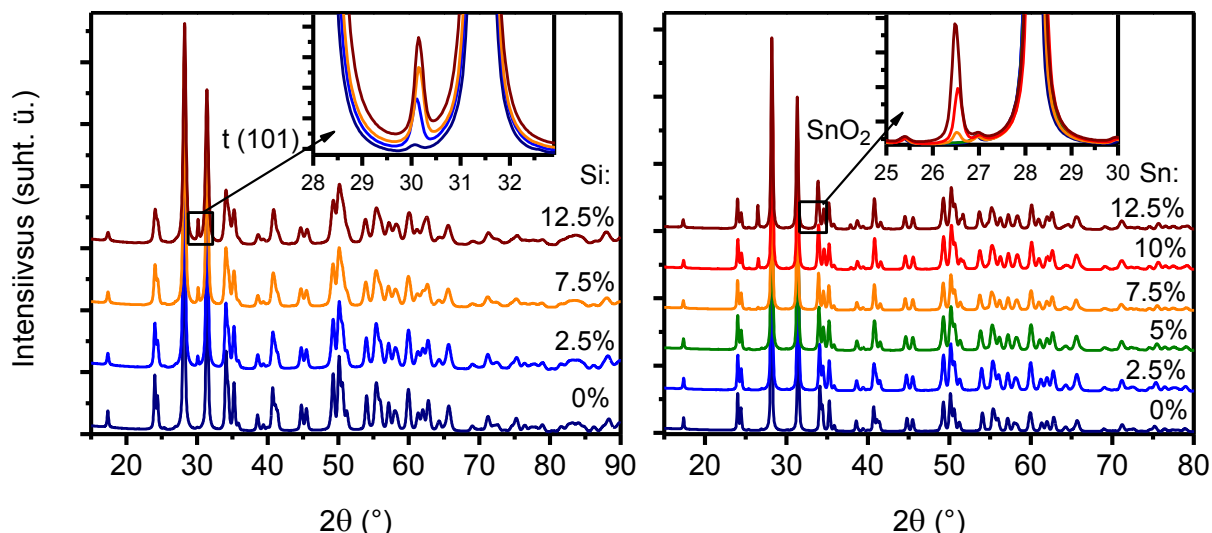 Intensiivsus (suht. ü.)
28 29 30 31 32
t (101)
Si:
12.5%
7.5%
2.5%
0%
20 30 40 50 60 70 80 90
2θ (°)
25 26 27 28 29 30
SnO2
Sn:
12.5%
10%
7.5%
5%
2.5%
0%
20 30 40 50 60 70 80
2θ (°)